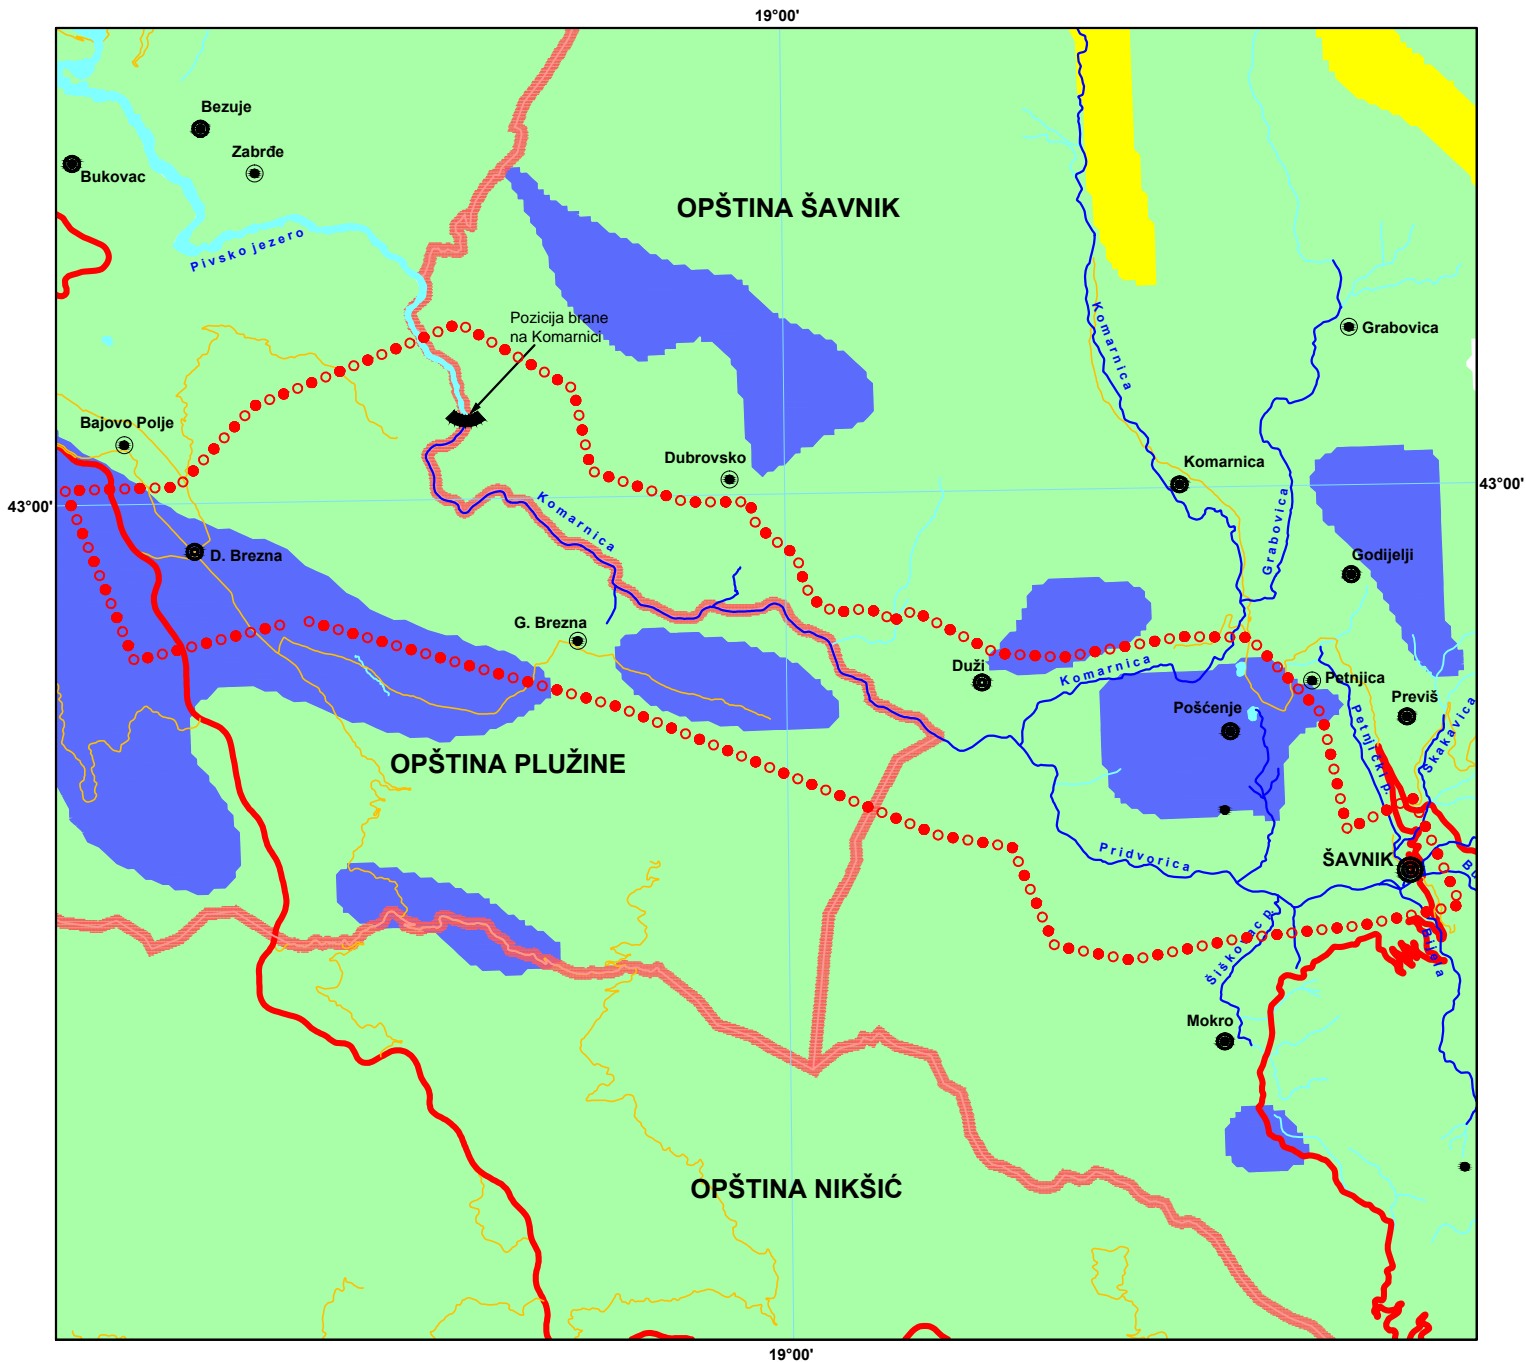 19°00'
Bezuje
Zabrđe
Bukovac
OPŠTINA ŠAVNIK
Pivsko jezero
Pozicija brane
na Komarnici
Komarnica
Grabovica
Bajovo Polje
Dubrovsko
Komarnica
43°00'
43°00'
Komarnica
Grabovica
D. Brezna
Godijelji
G. Brezna
Duži
Komarnica
Petnjica
Pošćenje
Previš
Petnjički p.
Skakavica
OPŠTINA PLUŽINE
Pridvorica
ŠAVNIK
Bijela
Mokro
OPŠTINA NIKŠIĆ
19°00'